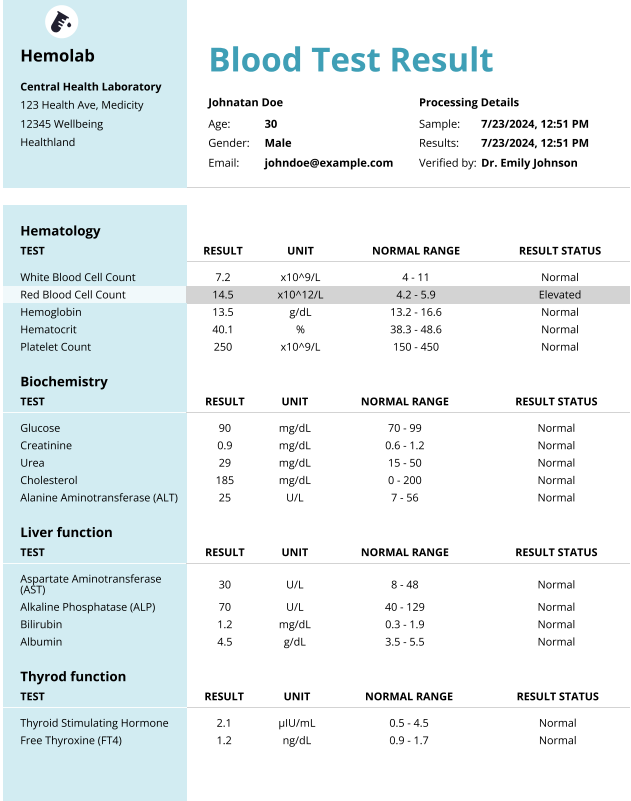 Hemolab
Central Health Laboratory
123 Health Ave, Medicity
12345 Wellbeing
Healthland
Blood Test Result
Johnatan Doe
Age: 30
Gender: Male
Email: johndoe@example.com
Processing Details
Sample: 7/23/2024, 12:51 PM
Results: 7/23/2024, 12:51 PM
Verified by: Dr. Emily Johnson
Hematology
TEST RESULT UNIT NORMAL RANGE RESULT STATUS
White Blood Cell Count 7.2 x10^9/L 4 - 11 Normal
Red Blood Cell Count 14.5 x10^12/L 4.2 - 5.9 Elevated
Hemoglobin 13.5 g/dL 13.2 - 16.6 Normal
Hematocrit 40.1 % 38.3 - 48.6 Normal
Platelet Count 250 x10^9/L 150 - 450 Normal
Biochemistry
TEST RESULT UNIT NORMAL RANGE RESULT STATUS
Glucose 90 mg/dL 70 - 99 Normal
Creatinine 0.9 mg/dL 0.6 - 1.2 Normal
Urea 29 mg/dL 15 - 50 Normal
Cholesterol 185 mg/dL 0 - 200 Normal
Alanine Aminotransferase (ALT) 25 U/L 7 - 56 Normal
Liver function
TEST RESULT UNIT NORMAL RANGE RESULT STATUS
Aspartate Aminotransferase
(AST) 30 U/L 8 - 48 Normal
Alkaline Phosphatase (ALP) 70 U/L 40 - 129 Normal
Bilirubin 1.2 mg/dL 0.3 - 1.9 Normal
Albumin 4.5 g/dL 3.5 - 5.5 Normal
Thyrod function
TEST RESULT UNIT NORMAL RANGE RESULT STATUS
Thyroid Stimulating Hormone 2.1 µIU/mL 0.5 - 4.5 Normal
Free Thyroxine (FT4) 1.2 ng/dL 0.9 - 1.7 Normal